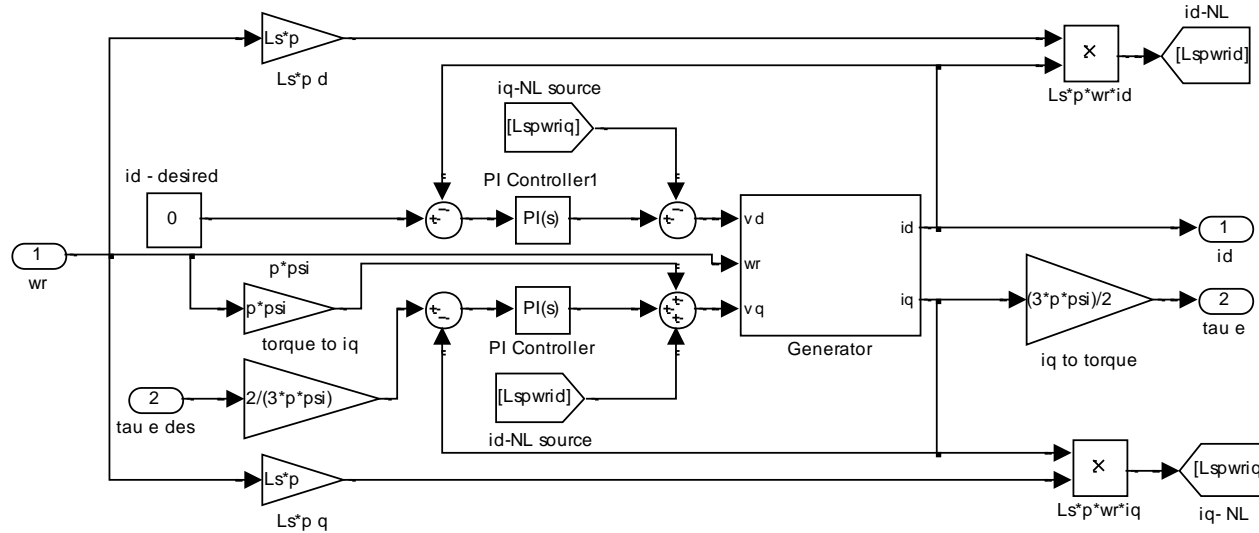 id-NL
Ls*p
[Lspwrid]
Ls*p d
Ls*p*wr*id
iq-NL source
[Lspwriq]
id - desired
PI Controller1
0
PI(s)
vd
id
1
id
1
wr
wr
p*psi
p*psi
iq
(3*p*psi)/2
2
tau e
PI(s)
vq
torque to iq
PI Controller
Generator
iq to torque
2
2/(3*p*psi)
[Lspwrid]
tau e des
id-NL source
Ls*p
[Lspwriq
Ls*p q
Ls*p*wr*iq
iq- NL